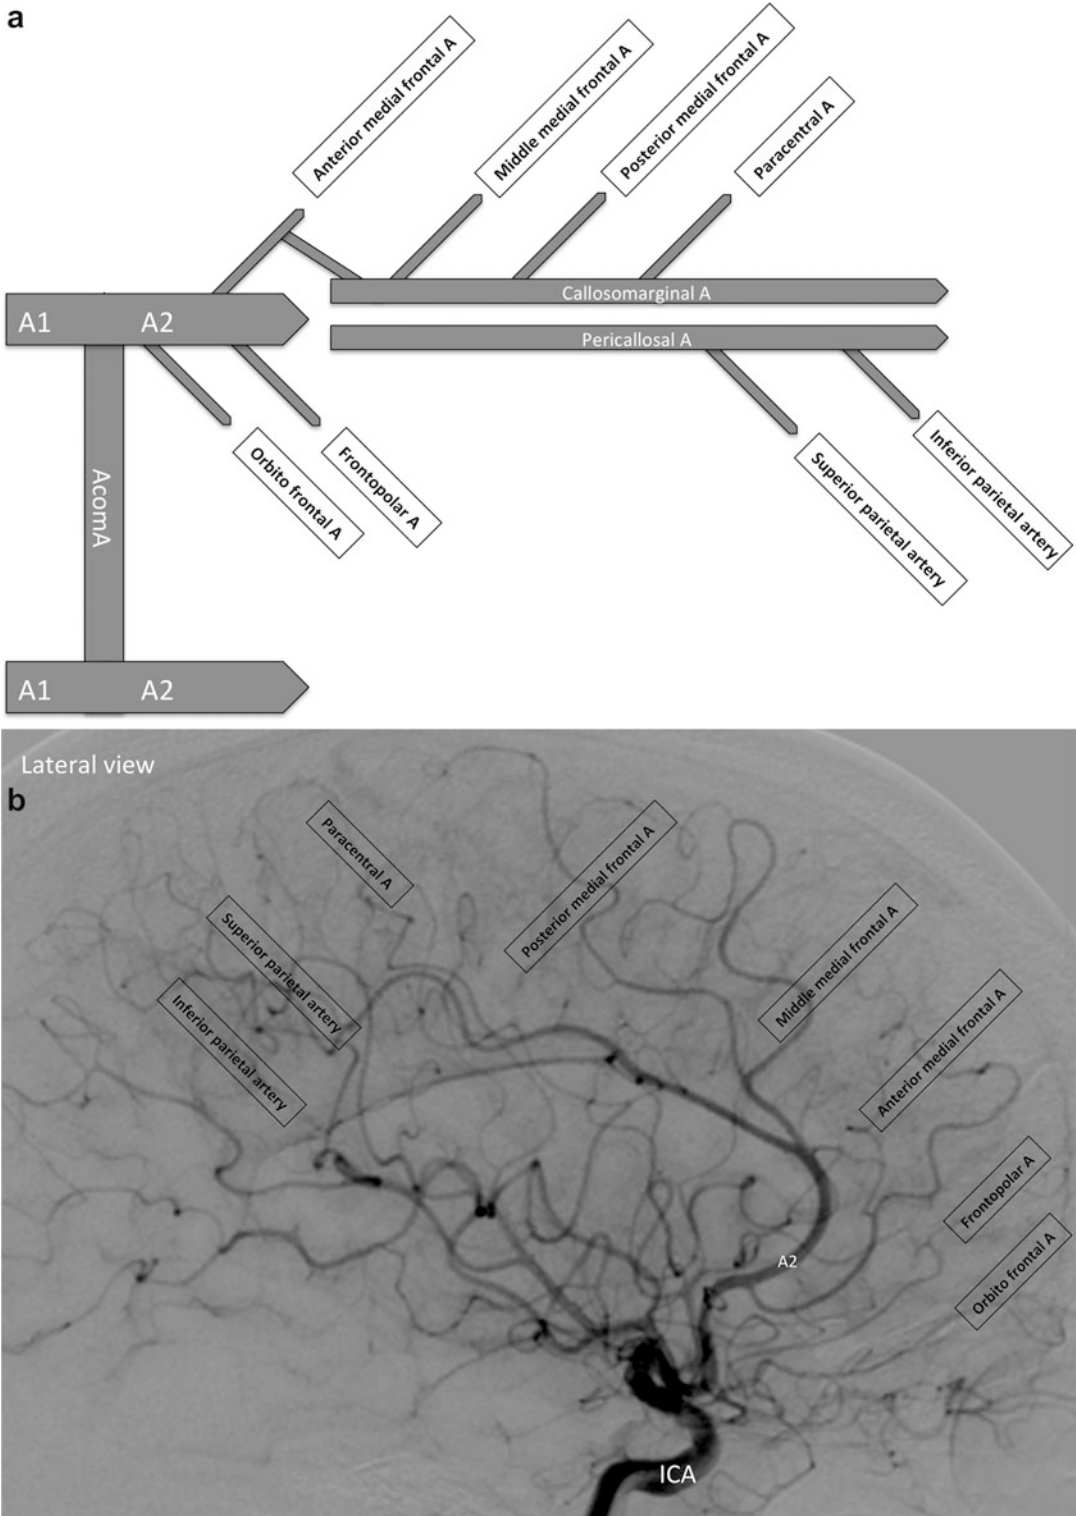 a
Anterior medial frontal A
Middle medial frontal A
Posterior medial frontal A
Paracentral A
A1
A2
Callosomarginal A
Pericallosal A
AcomA
Orbito frontal A
Frontopolar A
Superior parietal artery
Inferior parietal artery
A1
A2
Lateral view
b
Paracentral A
Posterior medial frontal A
Superior parietal artery
Middle medial frontal A
Inferior parietal artery
Anterior medial frontal A
Frontopolar A
Orbito frontal A
A2
ICA